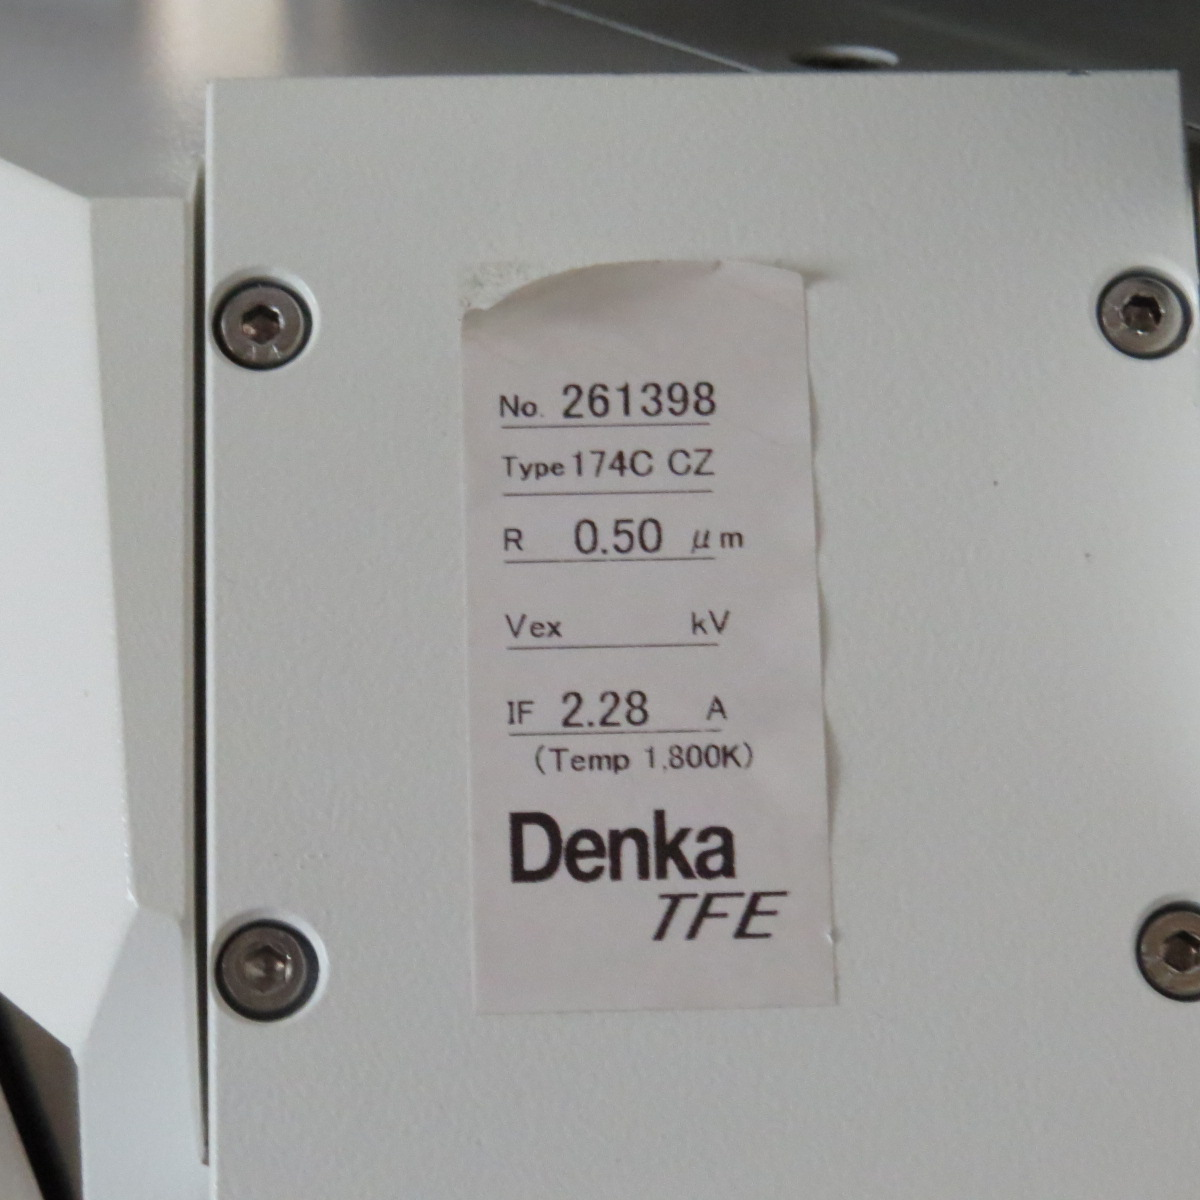 No. 261398
Type 174C CZ
R 0.50 μm
Vex kV
IF 2.28 A
(Temp 1,800K)
Denka
TFE